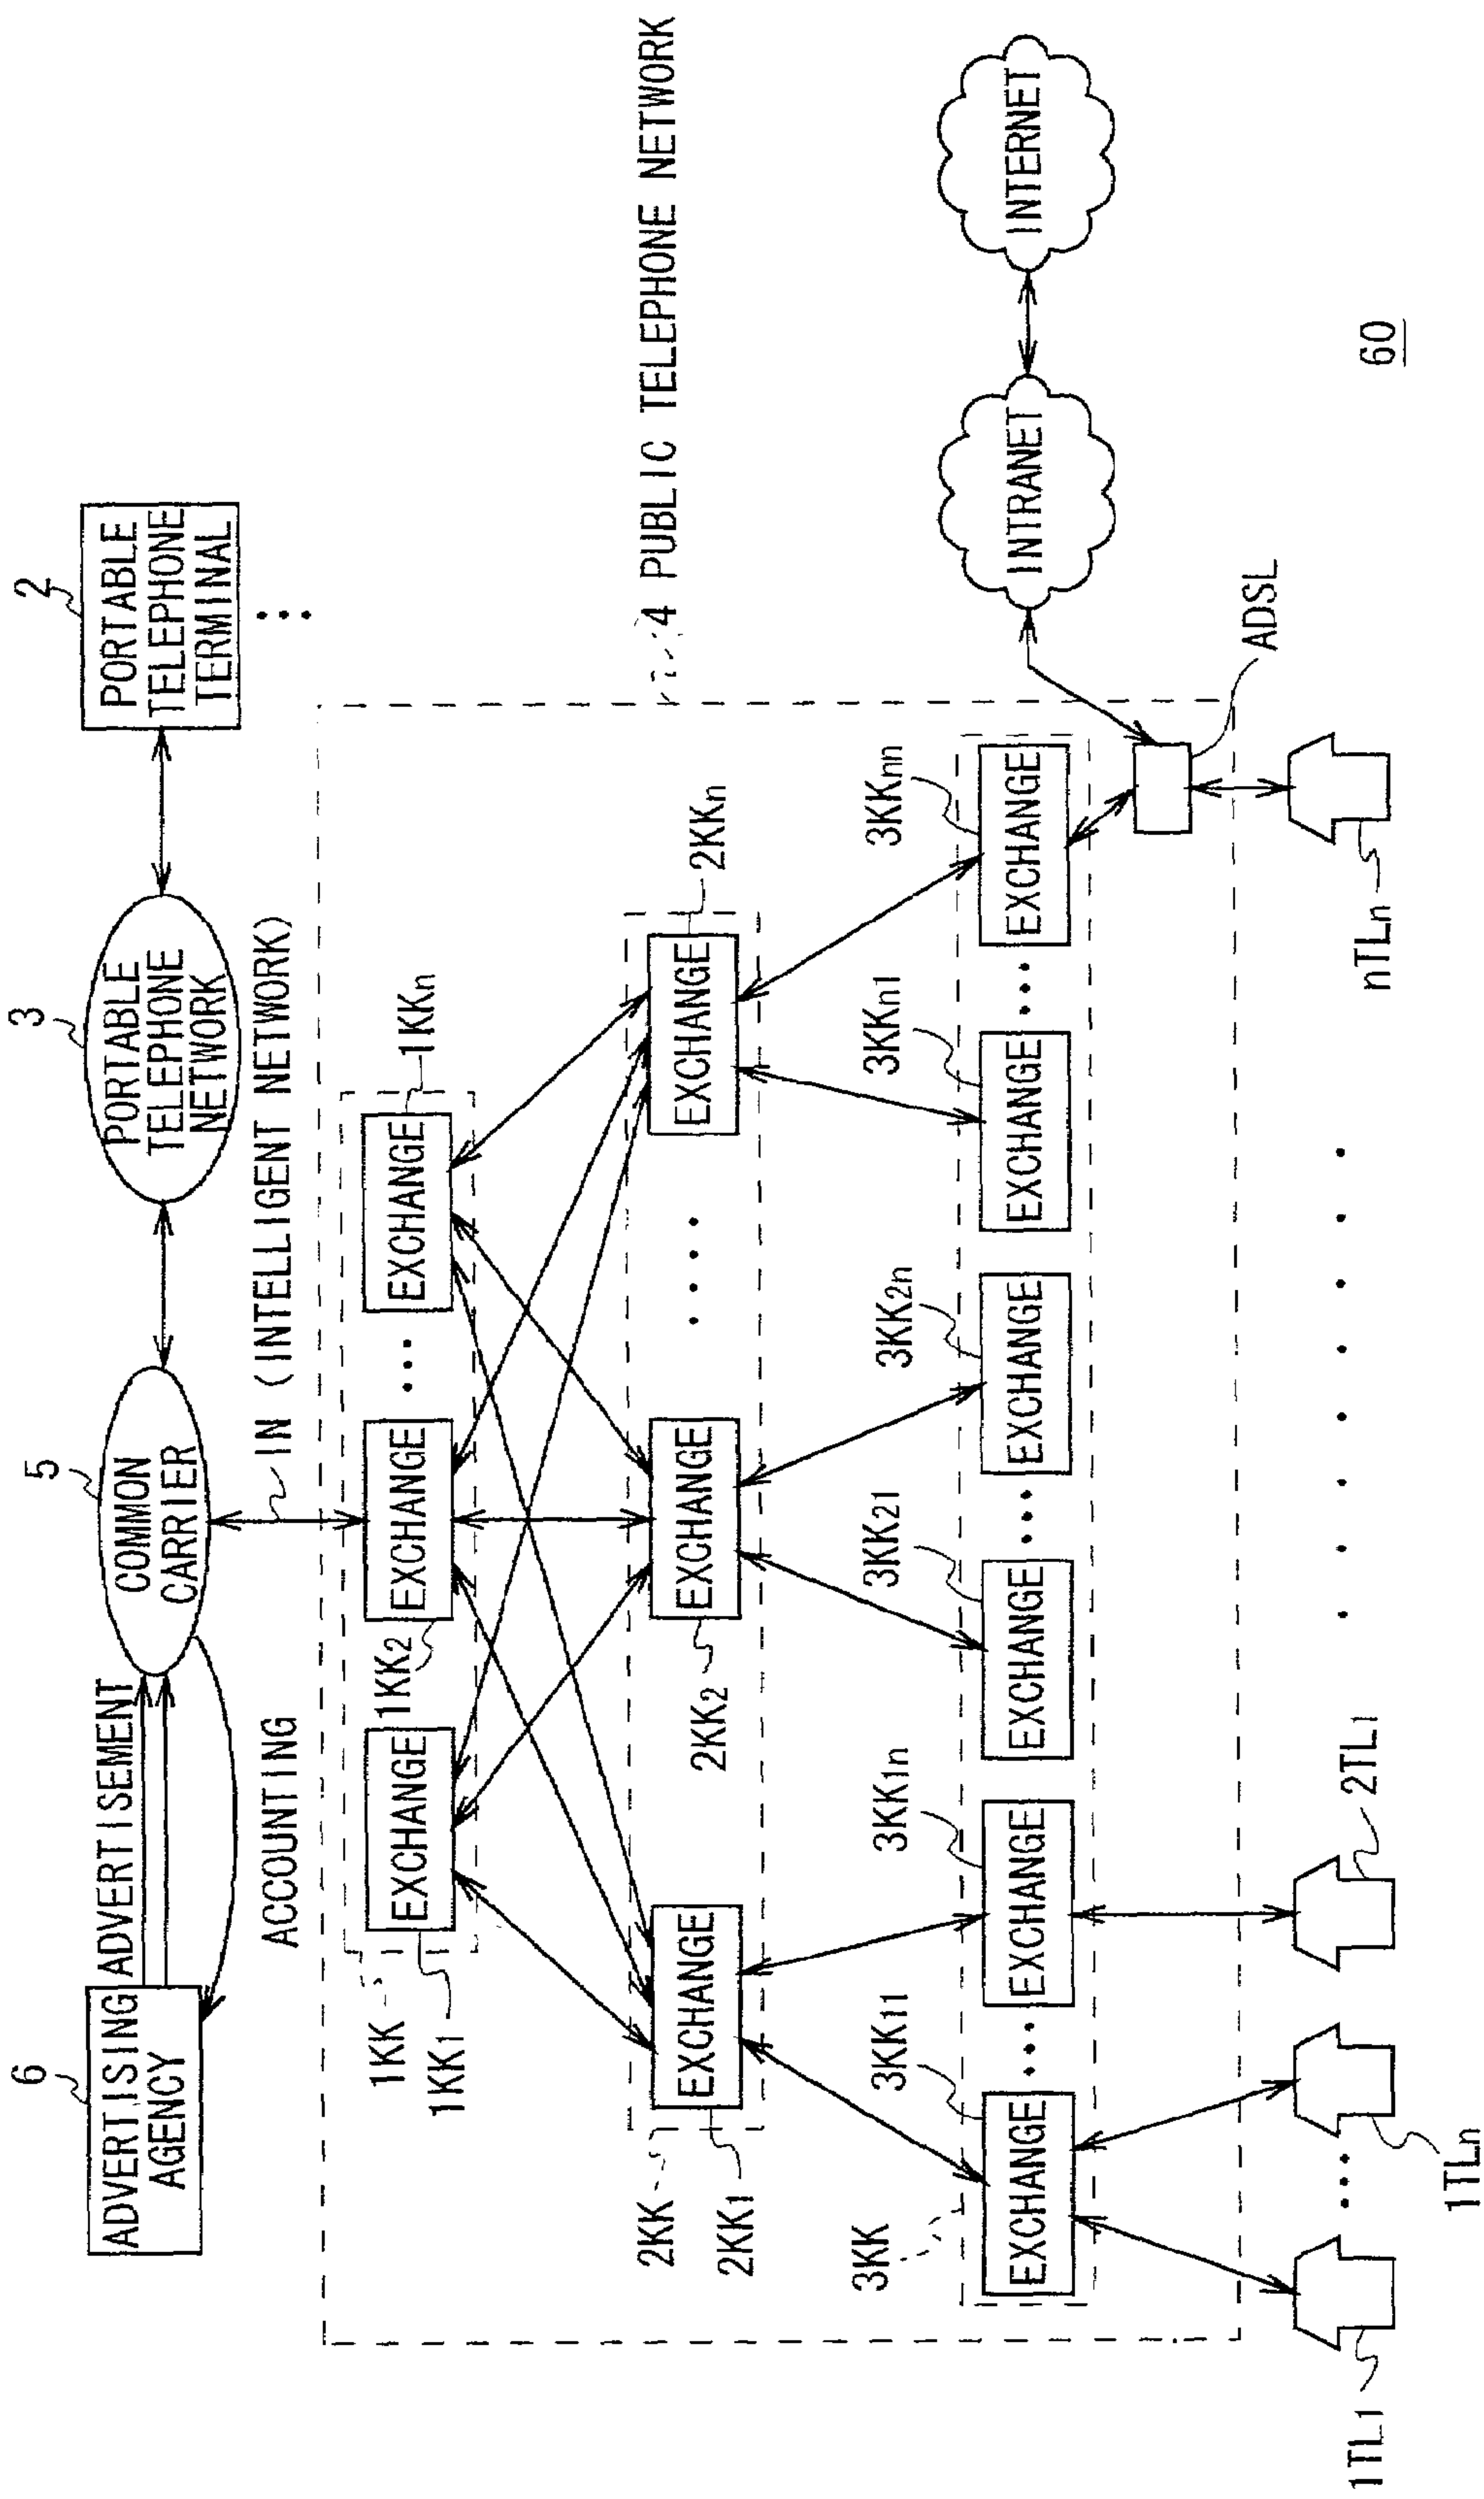 6
ADVERTISING
AGENCY
ADVERTISEMENT
ACCOUNTING
5
COMMON
CARRIER
3
PORTABLE
TELEPHONE
NETWORK
2
PORTABLE
TELEPHONE
TERMINAL
IN (INTELLIGENT NETWORK)
4 PUBLIC TELEPHONE NETWORK
1KK
1KK1
EXCHANGE
1KK2
EXCHANGE
1KKn
EXCHANGE
2KK
2KK1
EXCHANGE
2KK2
EXCHANGE
2KKn
EXCHANGE
3KK
3KK11
EXCHANGE
3KK1n
EXCHANGE
3KK21
EXCHANGE
3KK2n
EXCHANGE
3KKn1
EXCHANGE
3KKnn
EXCHANGE
INTRANET
INTERNET
ADSL
1TL1
1TLn
2TL1
nTLn
60